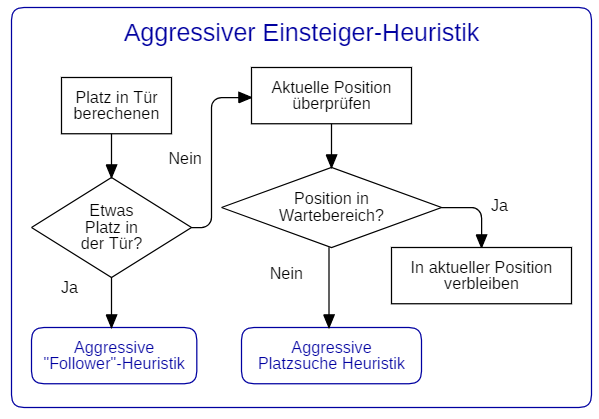 Aggressiver Einsteiger-Heuristik
Platz in Tür
berechenen
Aktuelle Position
überprüfen
Nein
Etwas
Platz in
der Tür?
Position in
Wartebereich?
Ja
Ja
Nein
In aktueller Position
verbleiben
Aggressive
"Follower"-Heuristik
Aggressive
Platzsuche Heuristik